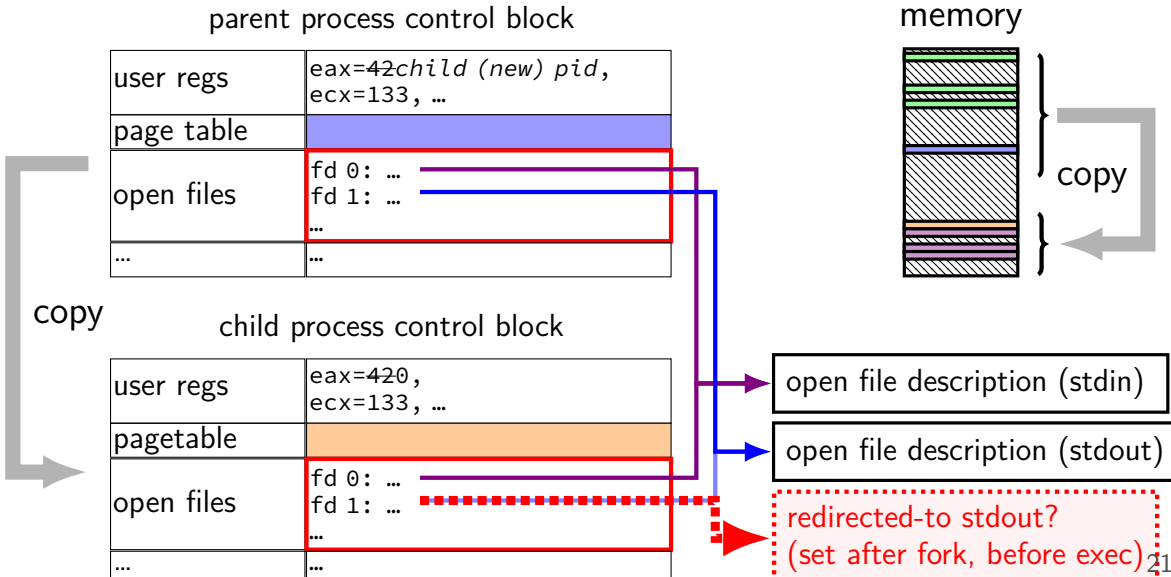 parent process control block
memory
user regs
eax=42child (new) pid,
ecx=133, …
page table
open files
fd 0: …
fd 1: …
…
…
…
copy
copy
child process control block
user regs
eax=420,
ecx=133, …
pagetable
open files
fd 0: …
fd 1: …
…
…
…
open file description (stdin)
open file description (stdout)
redirected-to stdout?
(set after fork, before exec)
21